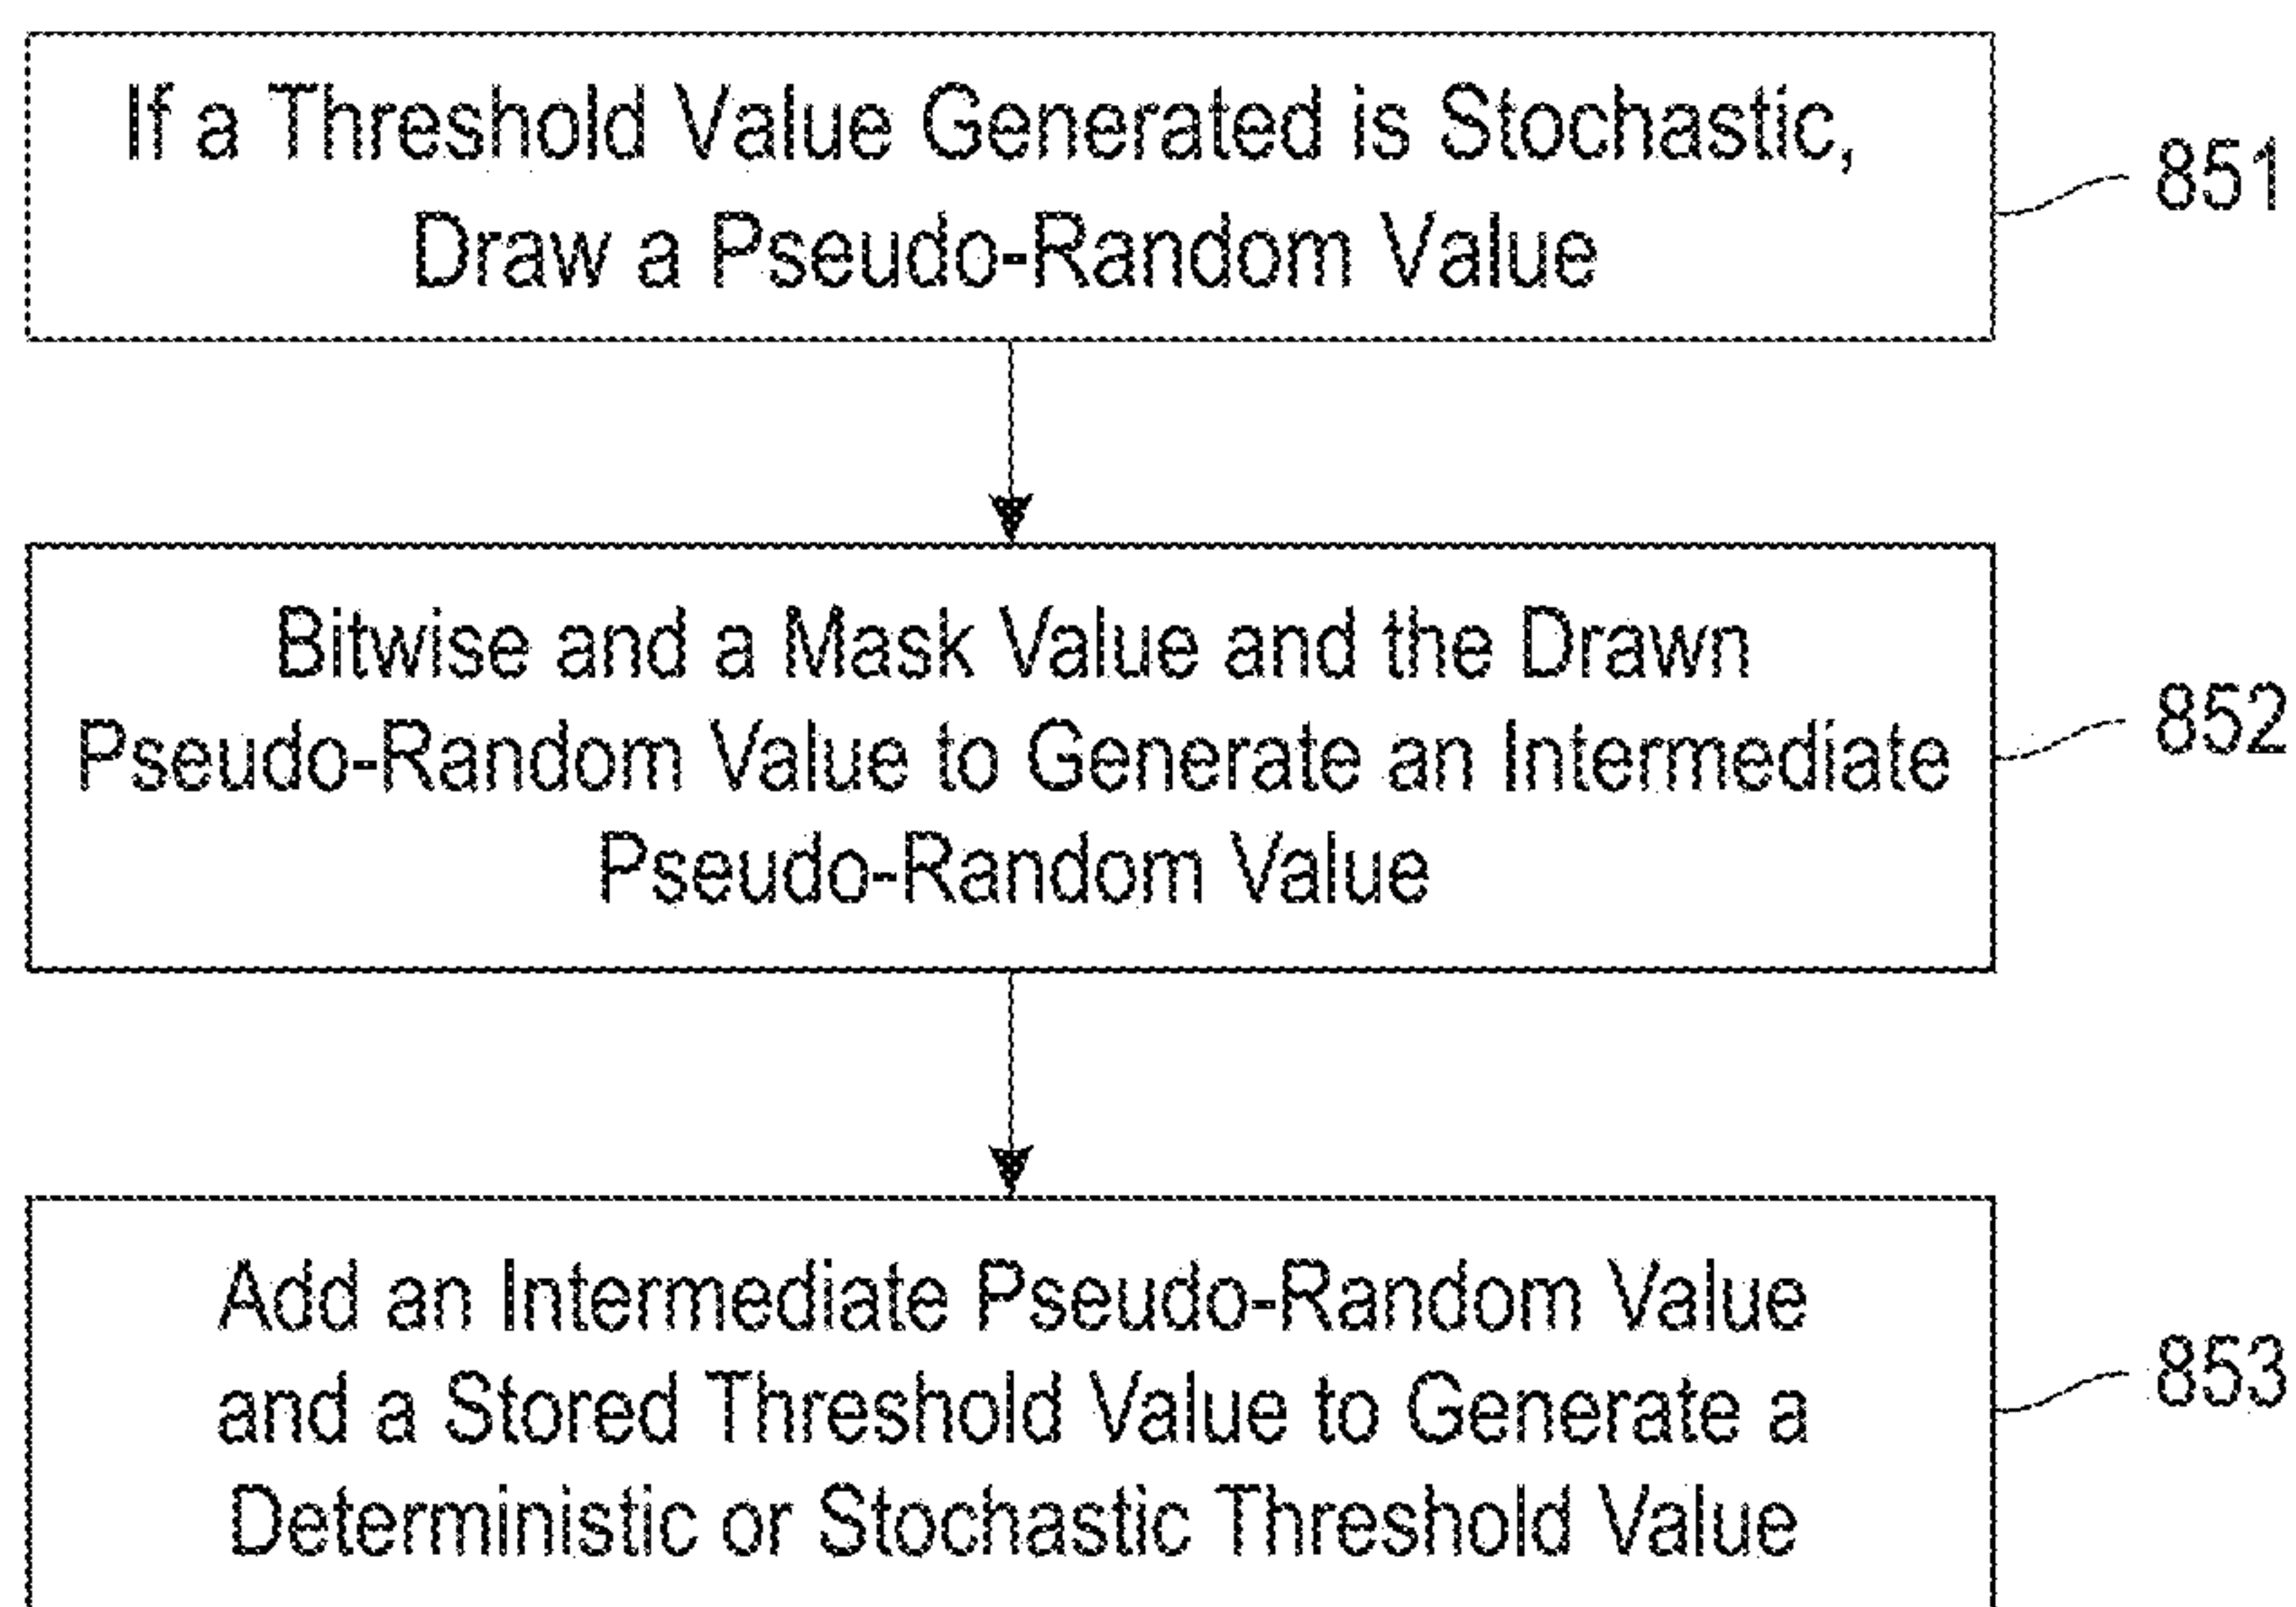 If a Threshold Value Generated is Stochastic,
Draw a Pseudo-Random Value
851
Bitwise and a Mask Value and the Drawn
Pseudo-Random Value to Generate an Intermediate
Pseudo-Random Value
852
Add an Intermediate Pseudo-Random Value
and a Stored Threshold Value to Generate a
Deterministic or Stochastic Threshold Value
853